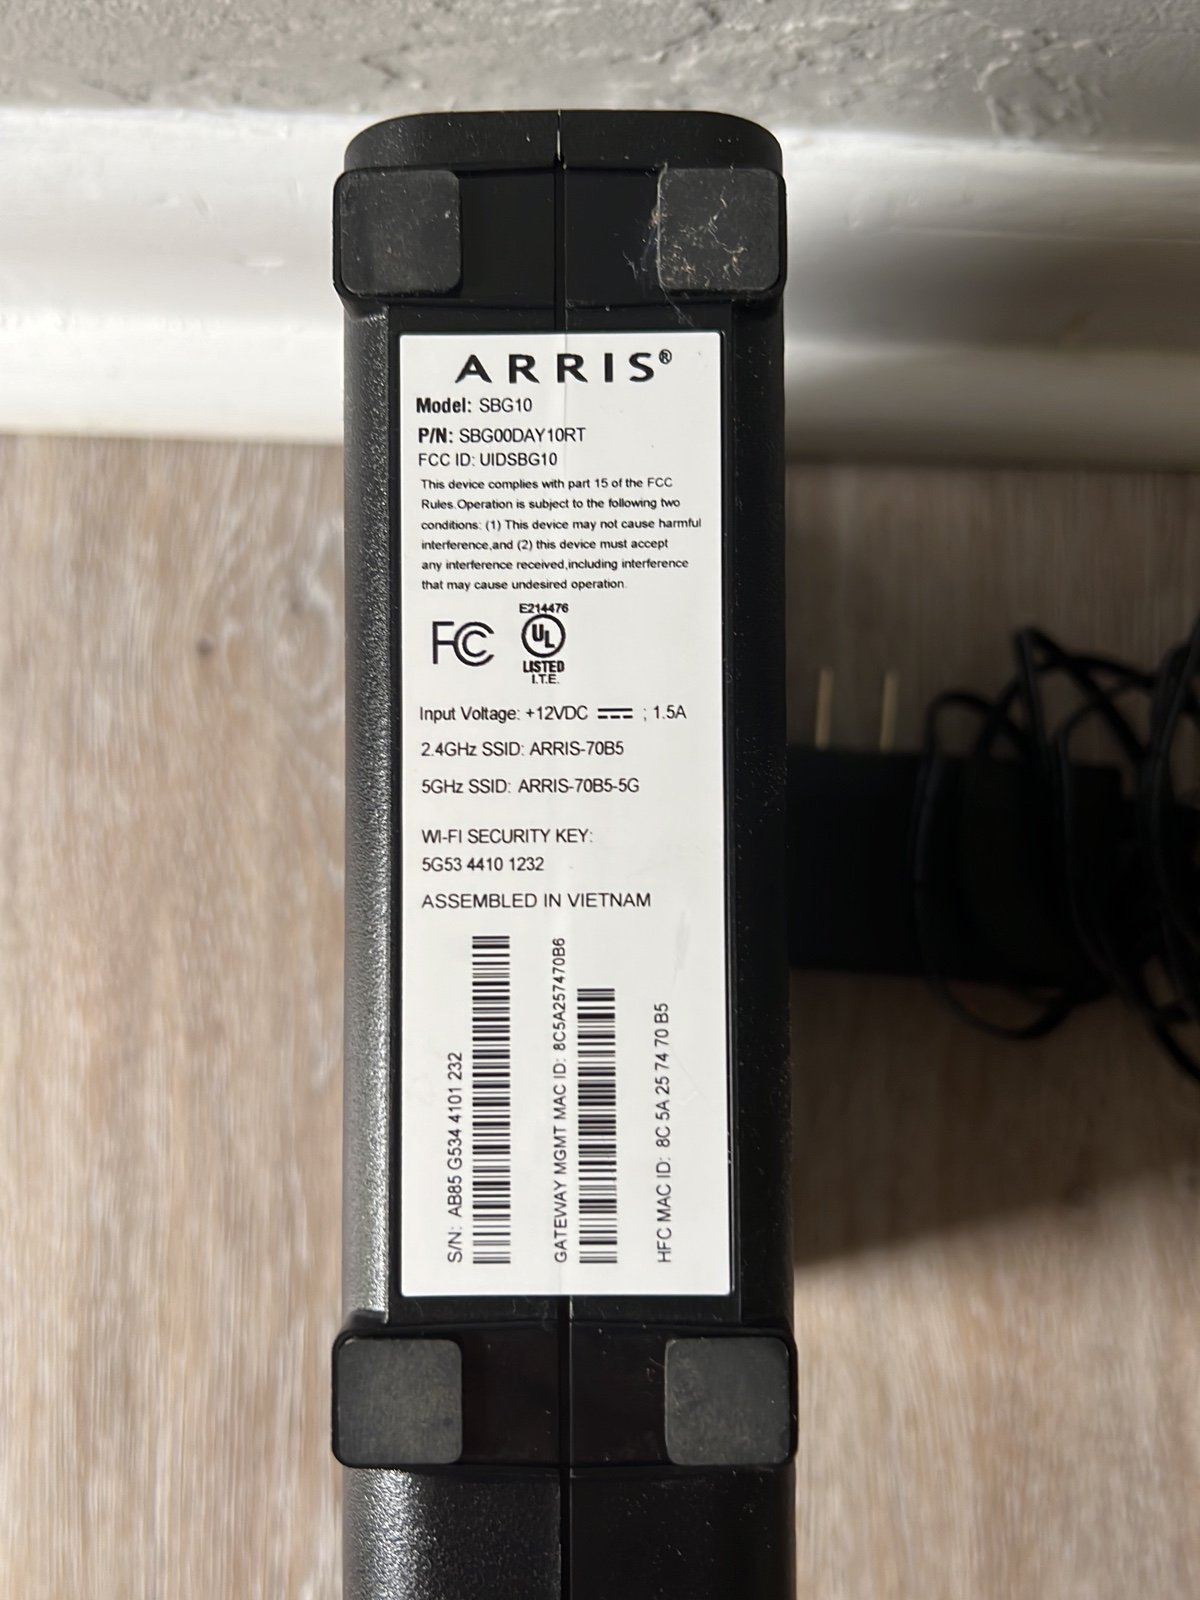 ARRIS®
Model: SBG10
P/N: SBG00DAY10RT
FCC ID: UIDSBG10
This device complies with part 15 of the FCC
Rules.Operation is subject to the following two
conditions: (1) This device may not cause harmful
interference,and (2) this device must accept
any interference received,including interference
that may cause undesired operation.
FC
E214476
UL
LISTED
I.T.E.
Input Voltage: +12VDC ⎓ ; 1.5A
2.4GHz SSID: ARRIS-70B5
5GHz SSID: ARRIS-70B5-5G
WI-FI SECURITY KEY:
5G53 4410 1232
ASSEMBLED IN VIETNAM
S/N: AB85 G534 4101 232
GATEWAY MGMT MAC ID: 8C5A257470B6
HFC MAC ID: 8C 5A 25 74 70 B5